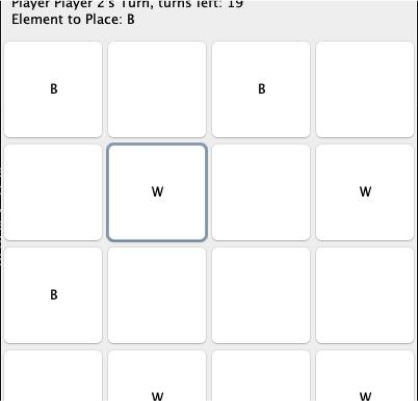 Player Player 2's Turn, turns left: 19
Element to Place: B
B B
W W
B
W W